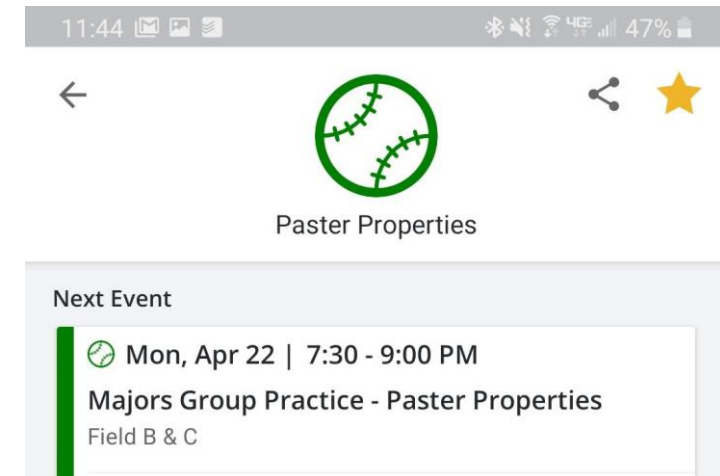 11:44 4GE 47%
Paster Properties
Next Event
Mon, Apr 22 | 7:30 - 9:00 PM
Majors Group Practice - Paster Properties
Field B & C